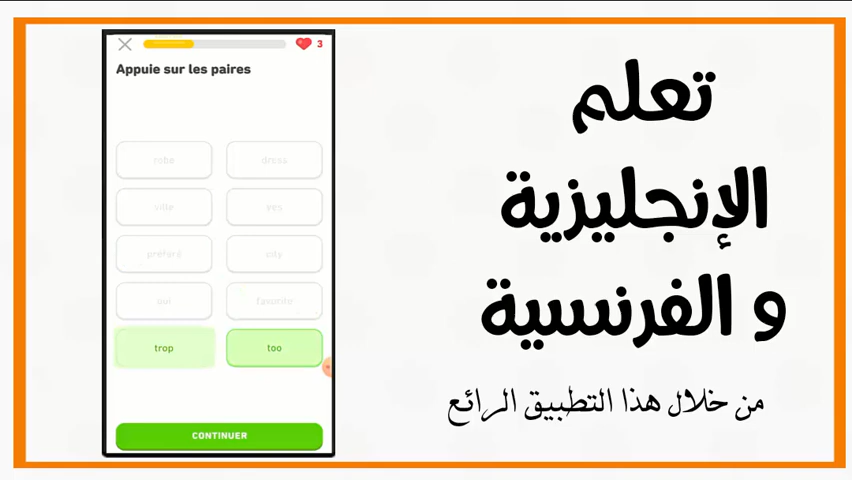 3
Appuie sur les paires
robe
dress
ville
yes
préféré
city
oui
favorite
trop
too
CONTINUER
تعلم
الإنجليزية
و الفرنسية
من خلال هذا التطبيق الرائع